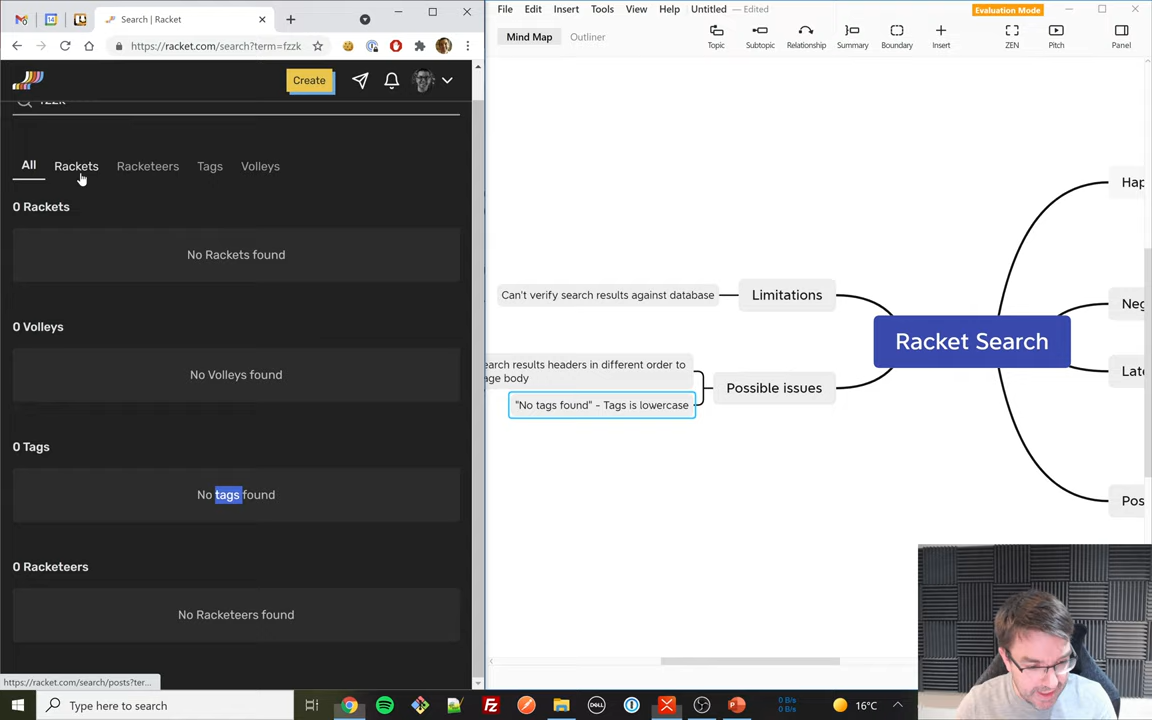 Search | Racket
https://racket.com/search?term=fzzk
Create
All
Rackets
Racketeers
Tags
Volleys
0 Rackets
No Rackets found
0 Volleys
No Volleys found
0 Tags
No tags found
0 Racketeers
No Racketeers found
https://racket.com/search/posts?ter...
File
Edit
Insert
Tools
View
Help
Untitled
— Edited
Evaluation Mode
Mind Map
Outliner
Topic
Subtopic
Relationship
Summary
Boundary
Insert
ZEN
Pitch
Panel
Hap
Can't verify search results against database
Limitations
Neg
Racket Search
earch results headers in different order to
age body
Possible issues
Late
"No tags found" - Tags is lowercase
Pos
Type here to search
0 B/s
0 B/s
16°C